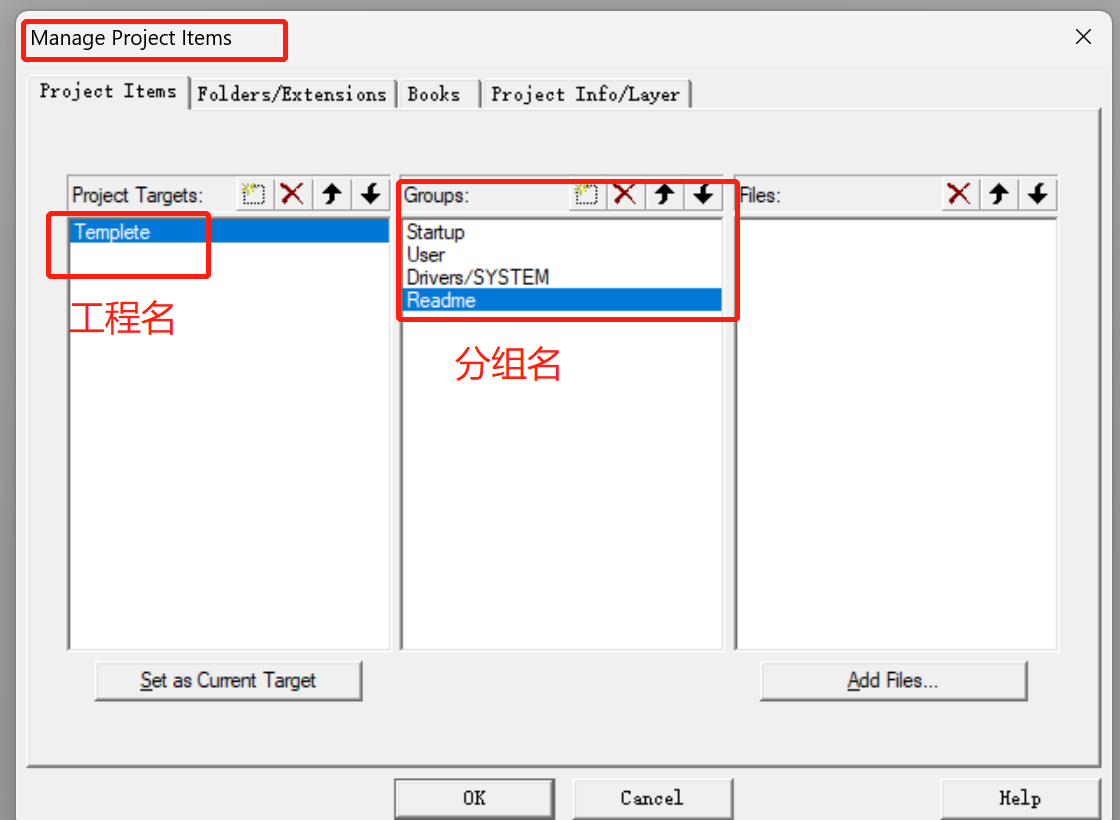 Manage Project Items
Project Items
Folders/Extensions
Books
Project Info/Layer
Project Targets:
Groups:
Files:
Templete
Startup
User
Drivers/SYSTEM
Readme
工程名
分组名
Set as Current Target
Add Files...
OK
Cancel
Help